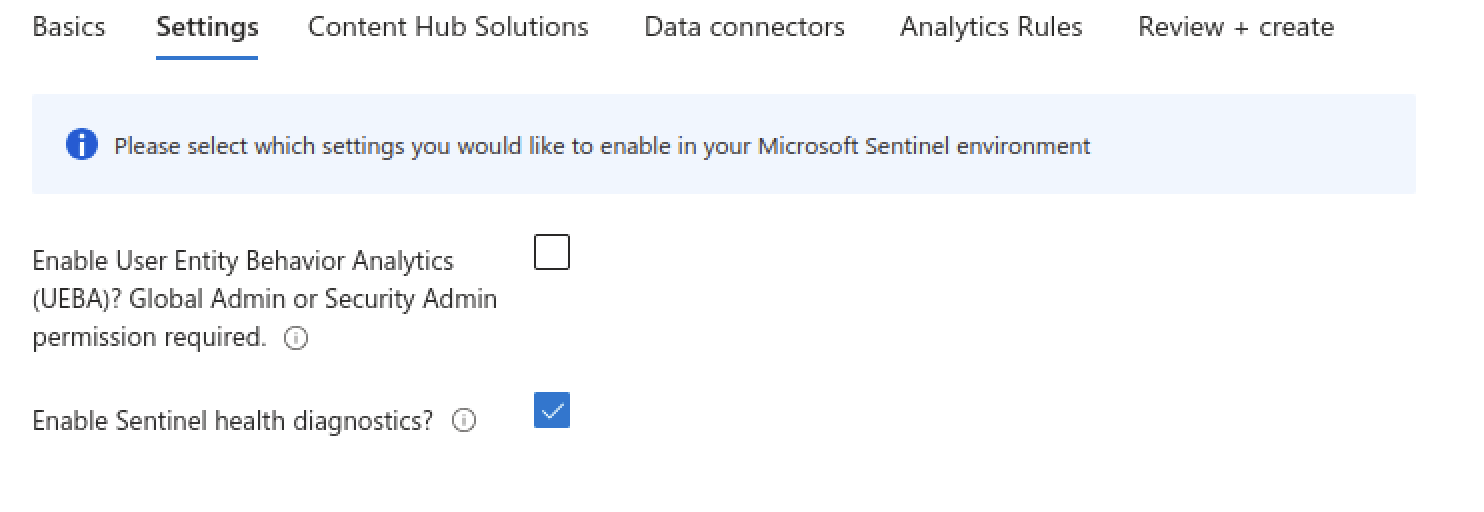 Basics Settings Content Hub Solutions Data connectors Analytics Rules Review + create
Please select which settings you would like to enable in your Microsoft Sentinel environment
Enable User Entity Behavior Analytics
(UEBA)? Global Admin or Security Admin
permission required.
Enable Sentinel health diagnostics?